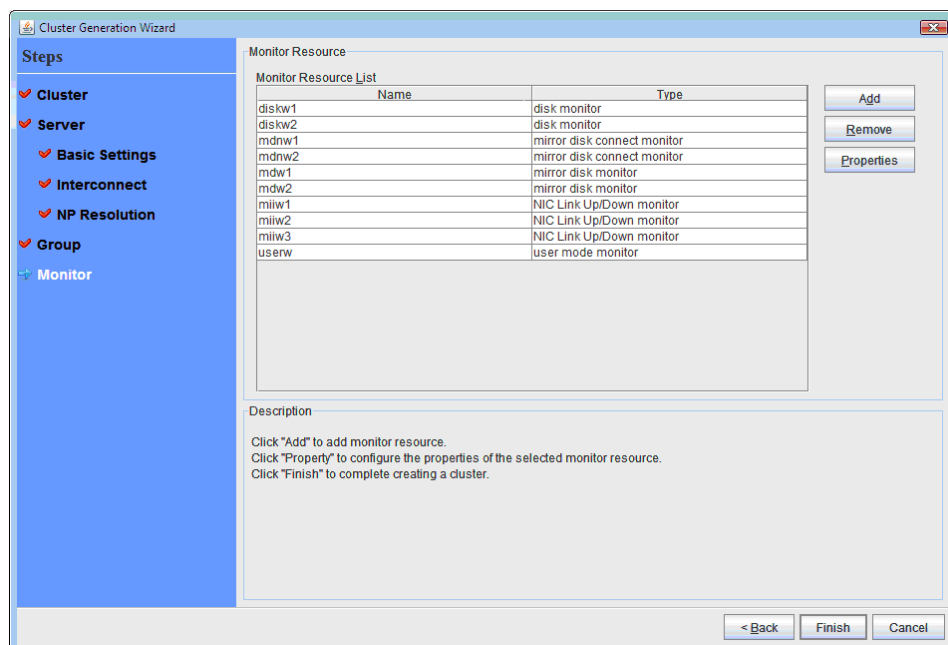 Cluster Generation Wizard
Steps
Cluster
Server
Basic Settings
Interconnect
NP Resolution
Group
Monitor
Monitor Resource
Monitor Resource List
Name Type
diskw1 disk monitor
diskw2 disk monitor
mdnw1 mirror disk connect monitor
mdnw2 mirror disk connect monitor
mdw1 mirror disk monitor
mdw2 mirror disk monitor
miiw1 NIC Link Up/Down monitor
miiw2 NIC Link Up/Down monitor
miiw3 NIC Link Up/Down monitor
userw user mode monitor
Add
Remove
Properties
Description
Click "Add" to add monitor resource.
Click "Property" to configure the properties of the selected monitor resource.
Click "Finish" to complete creating a cluster.
< Back Finish Cancel